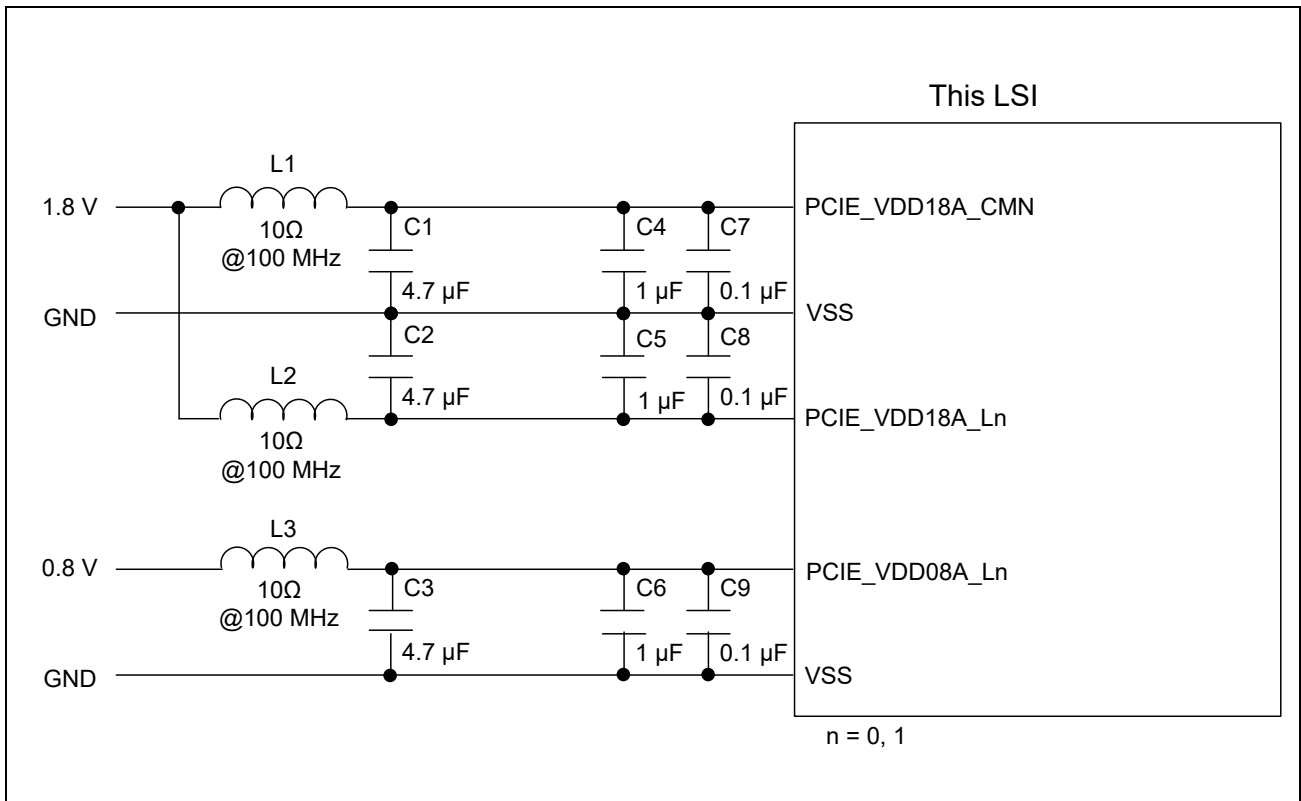 This LSI
L1
1.8 V
10Ω
@100 MHz
PCIE_VDD18A_CMN
C1
C4
C7
4.7 µF
1 µF
0.1 µF
GND
VSS
C2
C5
C8
L2
4.7 µF
1 µF
0.1 µF
10Ω
@100 MHz
PCIE_VDD18A_Ln
L3
0.8 V
10Ω
@100 MHz
PCIE_VDD08A_Ln
C3
C6
C9
4.7 µF
1 µF
0.1 µF
GND
VSS
n = 0, 1